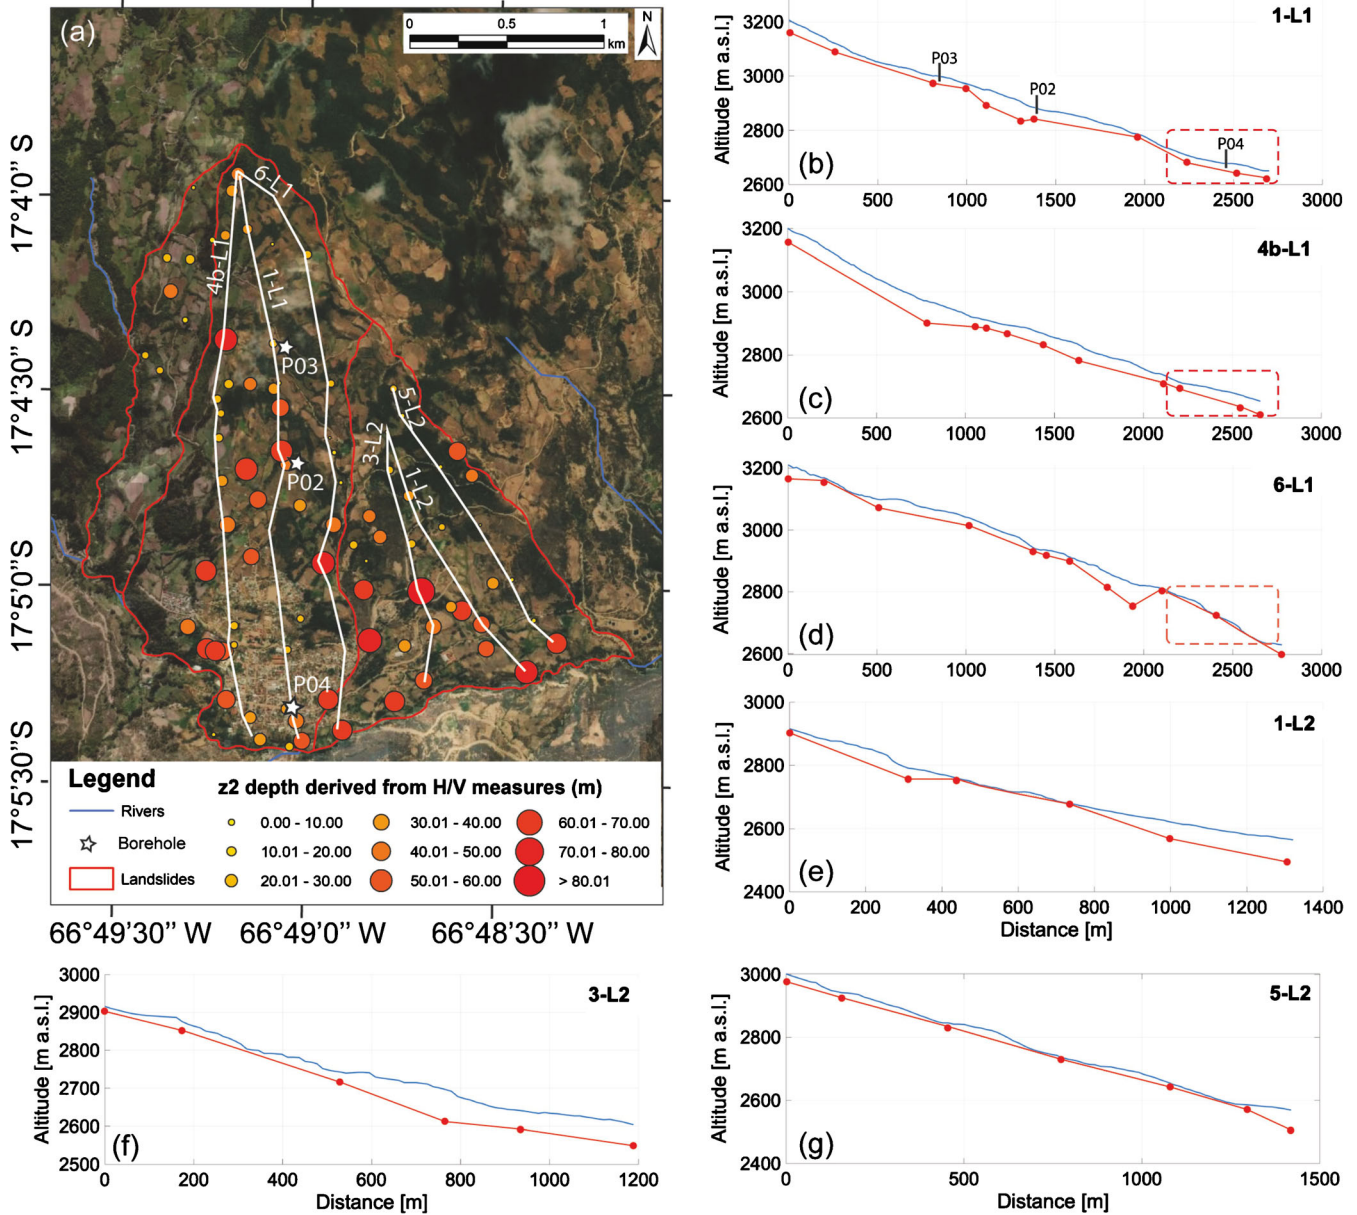 (a)
0 0.5 1
km
N
17°4’0” S
17°4’30” S
17°5’0” S
17°5’30” S
6-L1
4b-L1
1-L1
P03
5-L2
3-L2
1-L2
P02
P04
Legend
Rivers
Borehole
Landslides
z2 depth derived from H/V measures (m)
0.00 - 10.00
10.01 - 20.00
20.01 - 30.00
30.01 - 40.00
40.01 - 50.00
50.01 - 60.00
60.01 - 70.00
70.01 - 80.00
> 80.01
66°49’30” W 66°49’0” W 66°48’30” W
1-L1
Altitude [m a.s.l.]
3200
3000
2800
2600
P03
P02
P04
(b)
0 500 1000 1500 2000 2500 3000
4b-L1
Altitude [m a.s.l.]
3200
3000
2800
2600
(c)
0 500 1000 1500 2000 2500 3000
6-L1
Altitude [m a.s.l.]
3200
3000
2800
2600
(d)
0 500 1000 1500 2000 2500 3000
1-L2
Altitude [m a.s.l.]
3000
2800
2600
2400
(e)
0 200 400 600 800 1000 1200 1400
Distance [m]
3-L2
Altitude [m a.s.l.]
3000
2900
2800
2700
2600
2500
(f)
0 200 400 600 800 1000 1200
Distance [m]
5-L2
Altitude [m a.s.l.]
3000
2800
2600
2400
(g)
0 500 1000 1500
Distance [m]